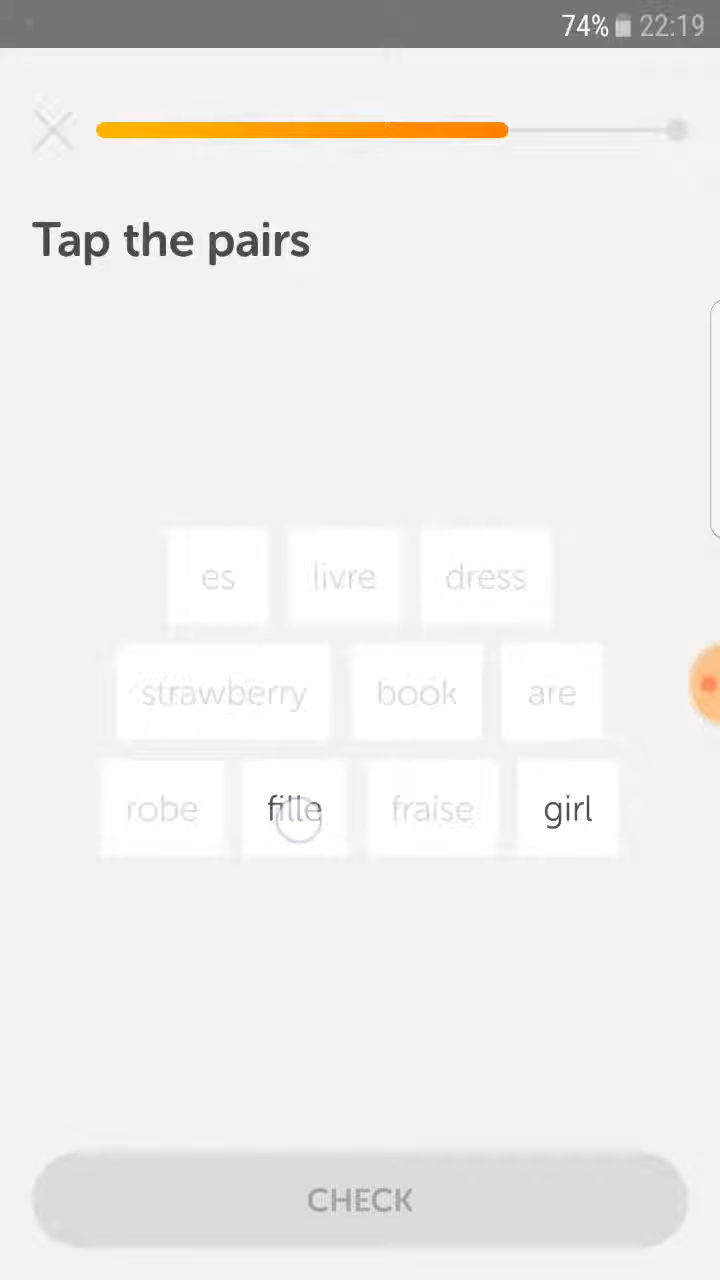 74% 22:19
Tap the pairs
es livre dress
strawberry book are
robe fille fraise girl
CHECK